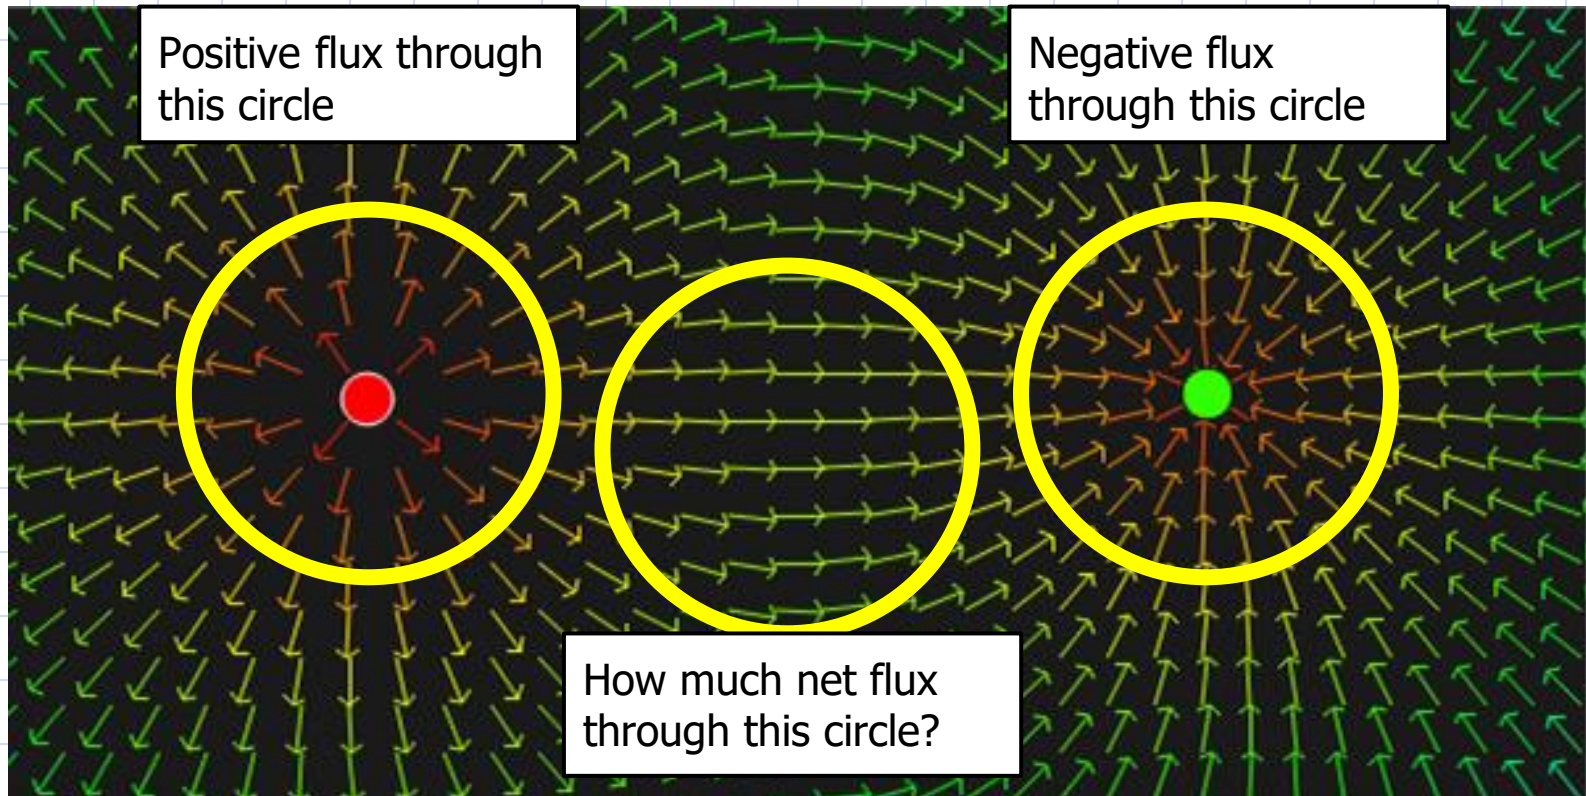 Positive flux through
this circle
Negative flux
through this circle
How much net flux
through this circle?